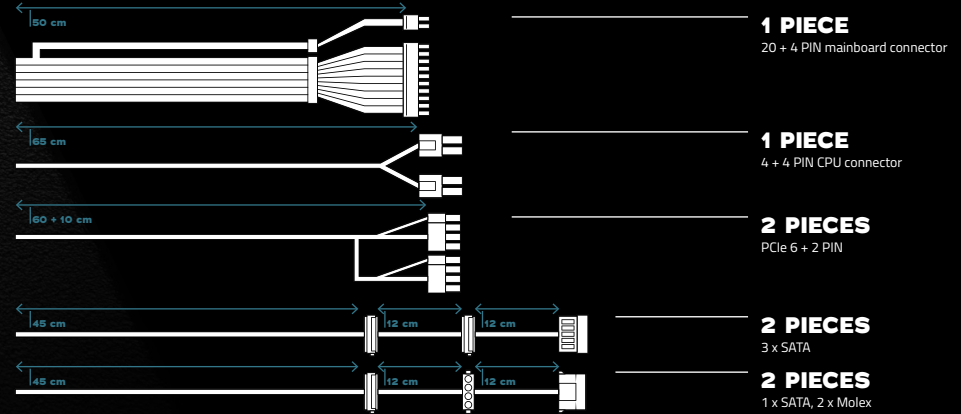 50 cm
1 PIECE
20 + 4 PIN mainboard connector
65 cm
1 PIECE
4 + 4 PIN CPU connector
60 + 10 cm
2 PIECES
PCIe 6 + 2 PIN
45 cm
12 cm
12 cm
2 PIECES
3 x SATA
45 cm
12 cm
12 cm
2 PIECES
1 x SATA, 2 x Molex